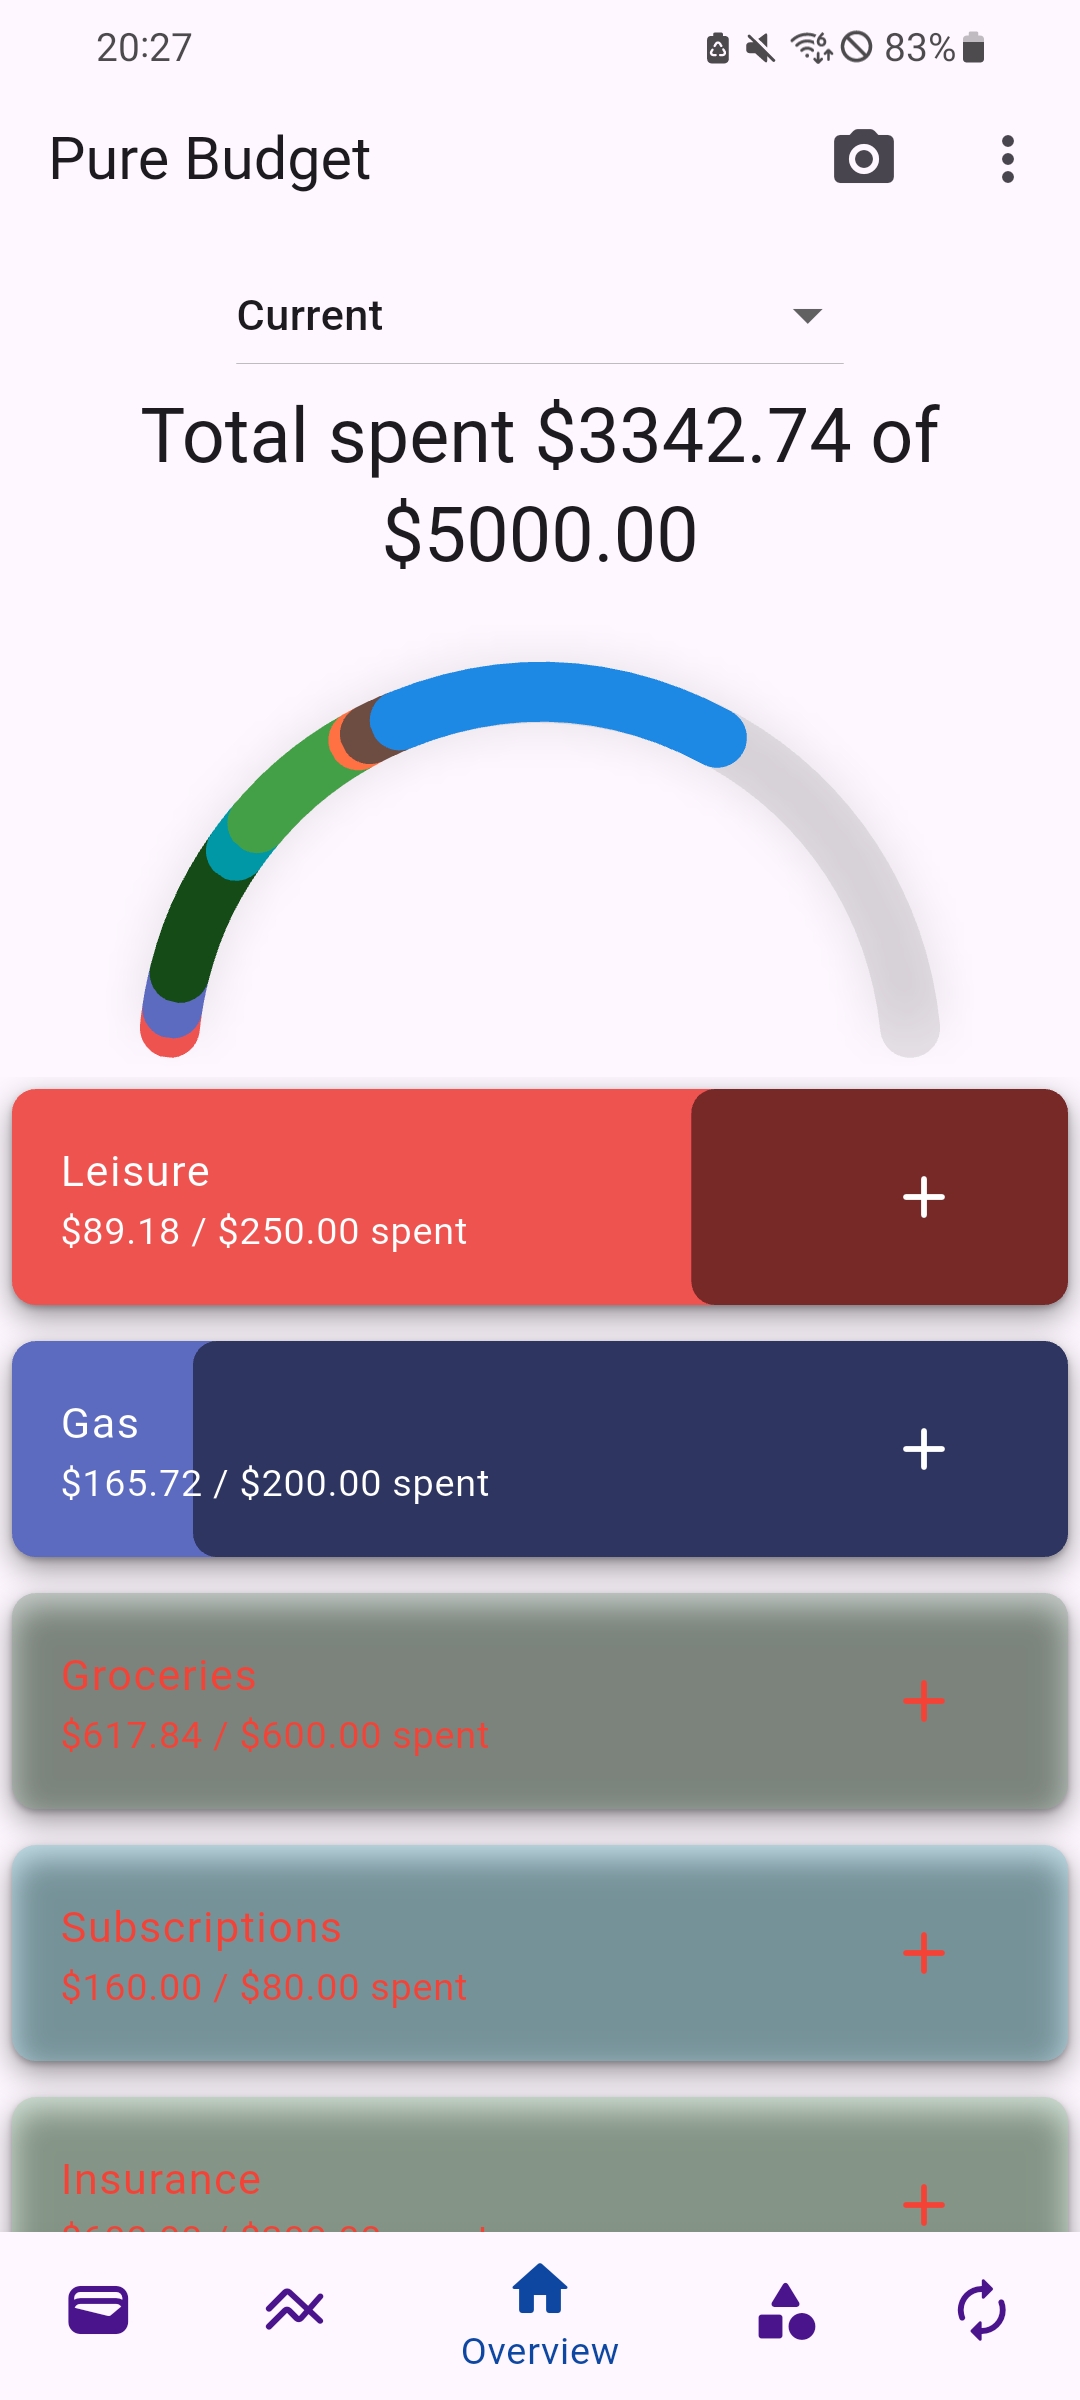 20:27
6
83%
Pure Budget
Current
Total spent $3342.74 of
$5000.00
Leisure
$89.18 / $250.00 spent
Gas
$165.72 / $200.00 spent
Groceries
$617.84 / $600.00 spent
Subscriptions
$160.00 / $80.00 spent
Insurance
Overview